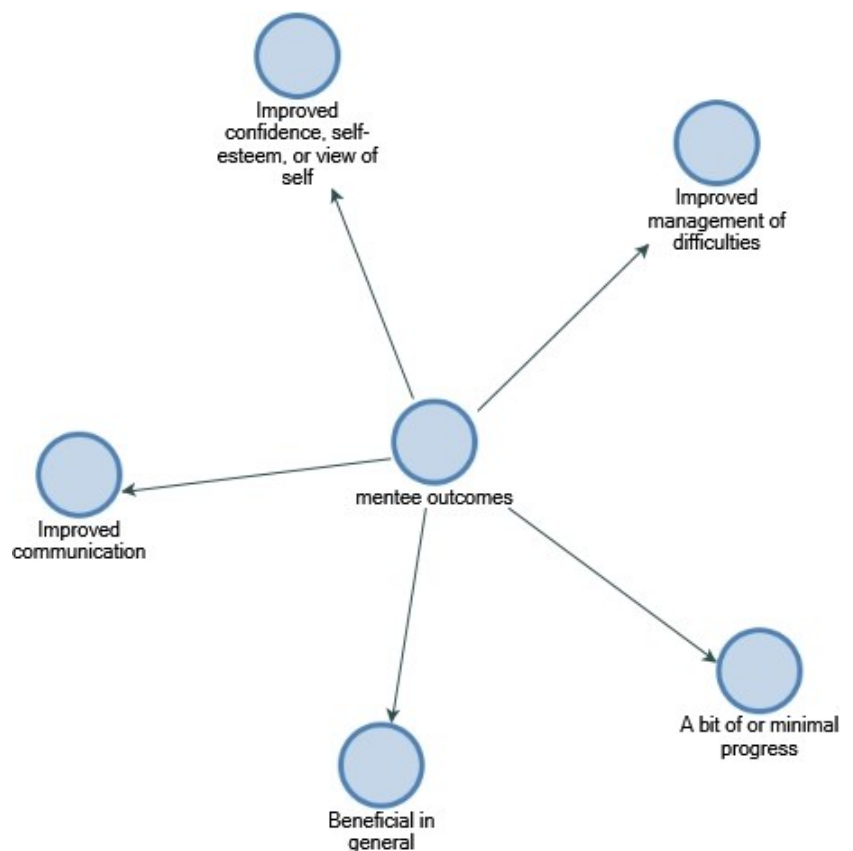 Improved
confidence, self-
esteem, or view of
self
Improved
management of
difficulties
mentee outcomes
Improved
communication
A bit of or minimal
progress
Beneficial in
general